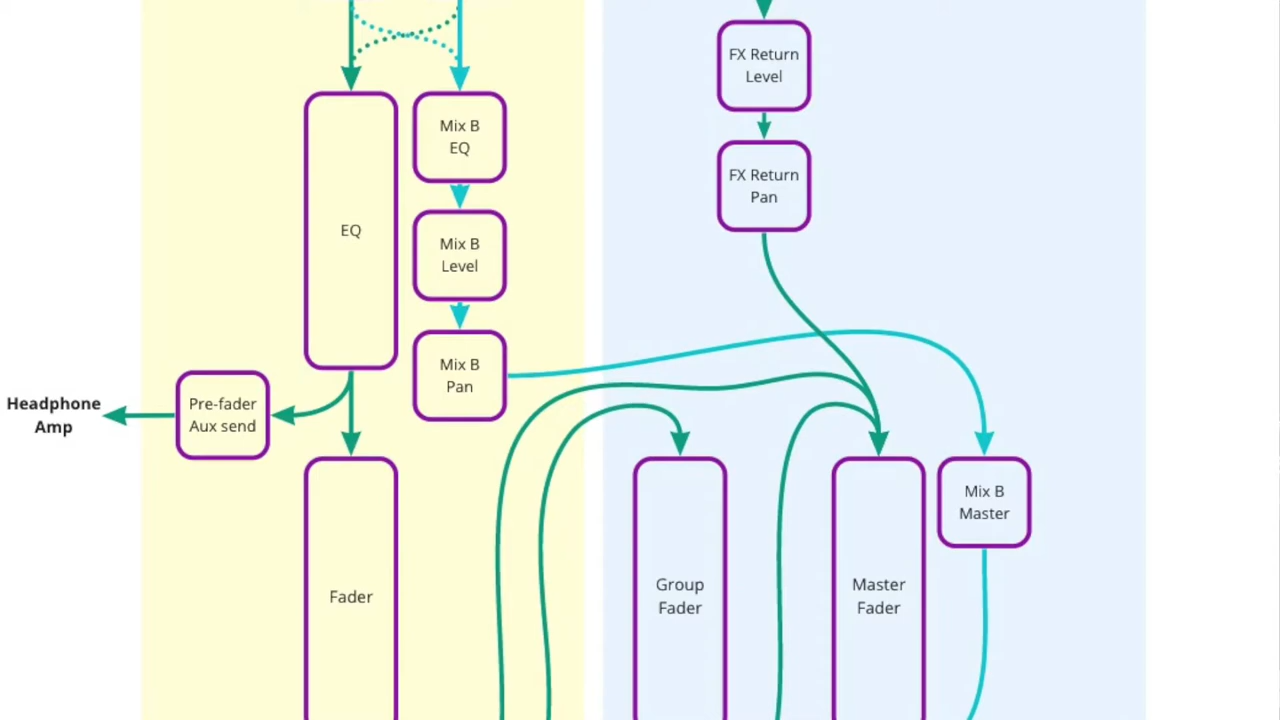 FX Return
Level
Mix B
EQ
FX Return
Pan
EQ
Mix B
Level
Mix B
Pan
Headphone
Amp
Pre-fader
Aux send
Mix B
Master
Fader
Group
Fader
Master
Fader